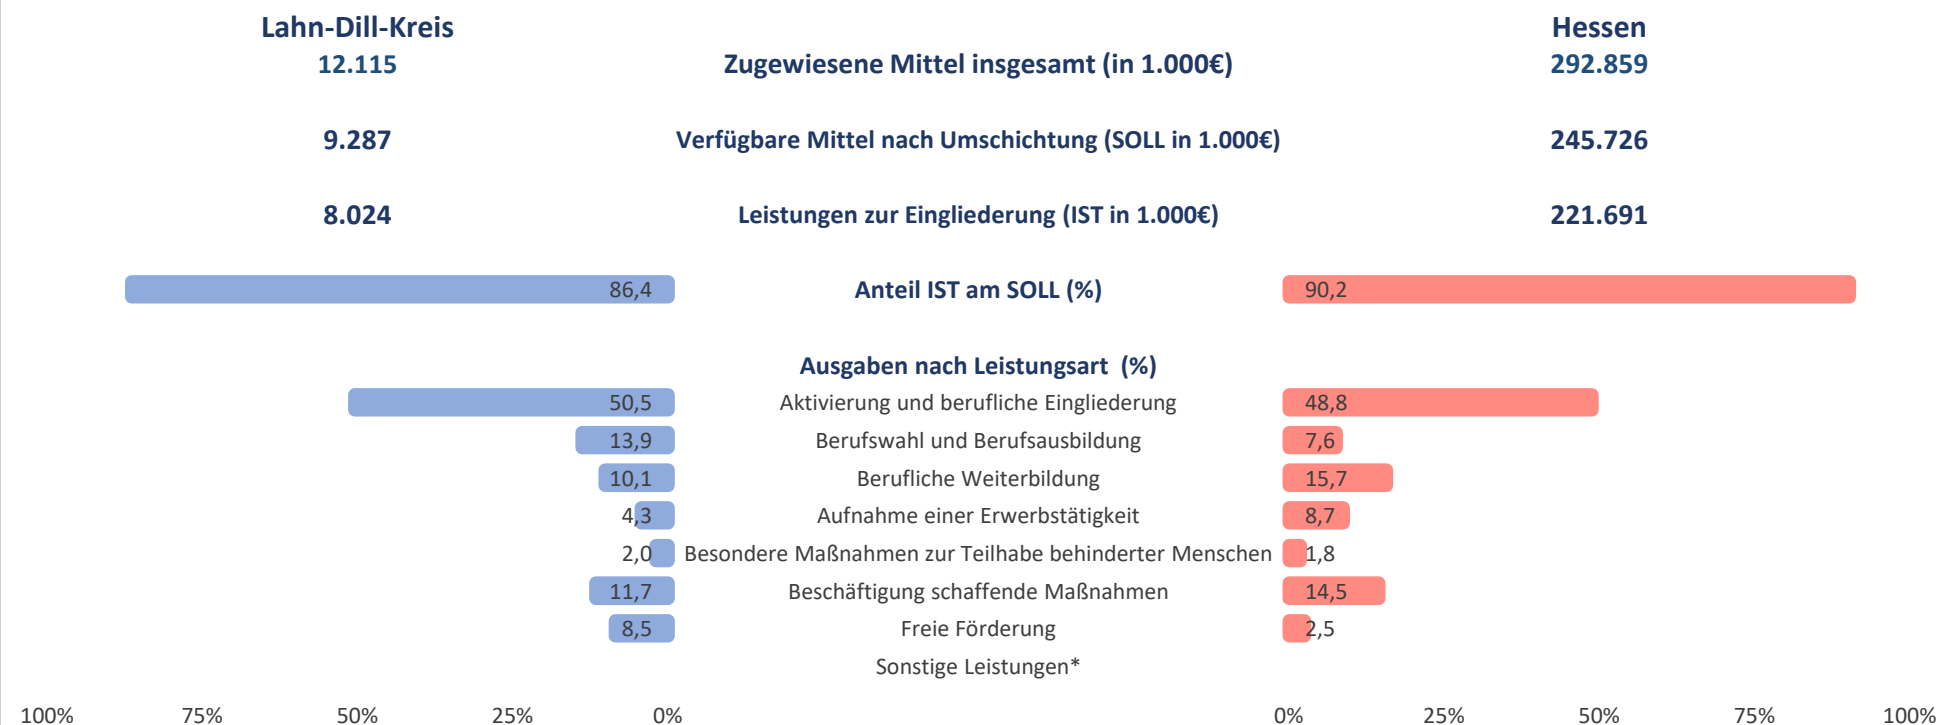 Lahn-Dill-Kreis Hessen
12.115 Zugewiesene Mittel insgesamt (in 1.000€) 292.859
9.287 Verfügbare Mittel nach Umschichtung (SOLL in 1.000€) 245.726
8.024 Leistungen zur Eingliederung (IST in 1.000€) 221.691
86,4 Anteil IST am SOLL (%) 90,2
Ausgaben nach Leistungsart (%)
50,5 Aktivierung und berufliche Eingliederung 48,8
13,9 Berufswahl und Berufsausbildung 7,6
10,1 Berufliche Weiterbildung 15,7
4,3 Aufnahme einer Erwerbstätigkeit 8,7
2,0 Besondere Maßnahmen zur Teilhabe behinderter Menschen 1,8
11,7 Beschäftigung schaffende Maßnahmen 14,5
8,5 Freie Förderung 2,5
Sonstige Leistungen*
100% 75% 50% 25% 0% 0% 25% 50% 75% 100%